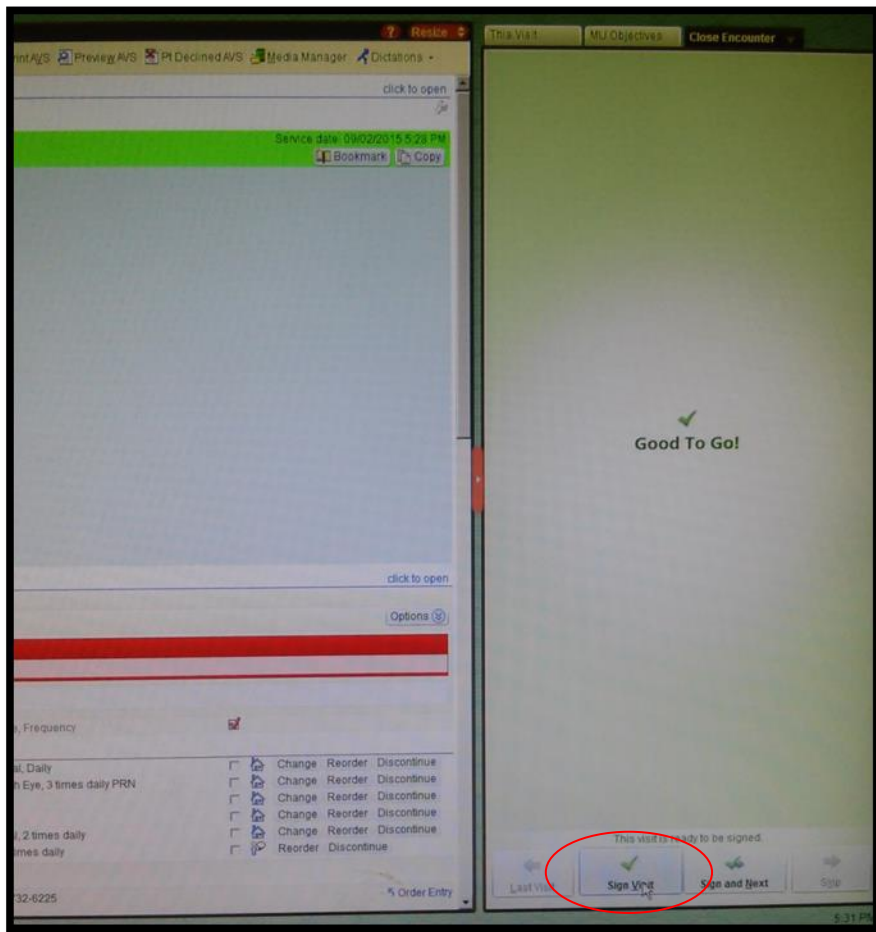 ? Resize
This Visit MU Objectives Close Encounter
Print AVS Preview AVS Pt Declined AVS Media Manager Dictations
click to open
Service date: 09/02/2015 5:28 PM
Bookmark Copy
Good To Go!
click to open
Options
e, Frequency
al, Daily Change Reorder Discontinue
h Eye, 3 times daily PRN Change Reorder Discontinue
Change Reorder Discontinue
Change Reorder Discontinue
l, 2 times daily Change Reorder Discontinue
times daily Reorder Discontinue
This visit is ready to be signed.
Last Visit Sign Visit Sign and Next Skip
732-6225 Order Entry
5:31 PM